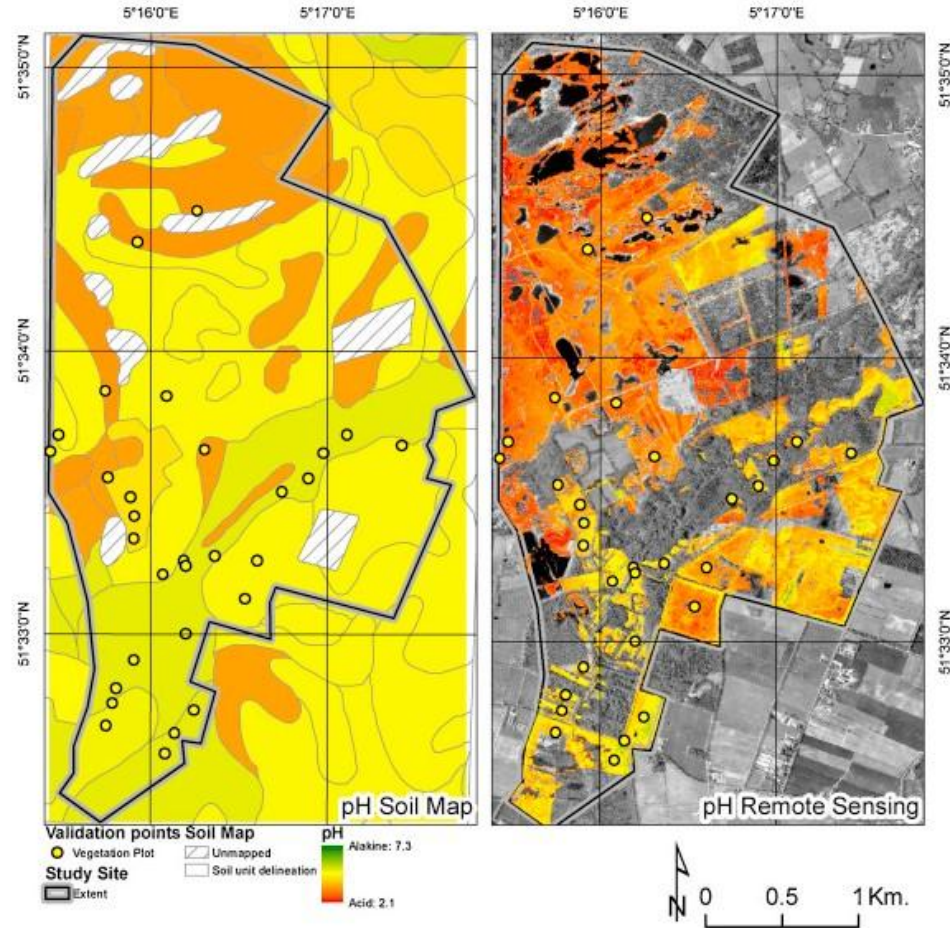 5°16'0"E 5°17'0"E 5°16'0"E 5°17'0"E
51°35'0"N 51°35'0"N
51°34'0"N 51°34'0"N
51°33'0"N 51°33'0"N
pH Soil Map pH Remote Sensing
Validation points Soil Map pH
Vegetation Plot Unmapped Alakine: 7.3
Study Site Soil unit delineation
Extent Acid: 2.1
N 0 0.5 1 Km.